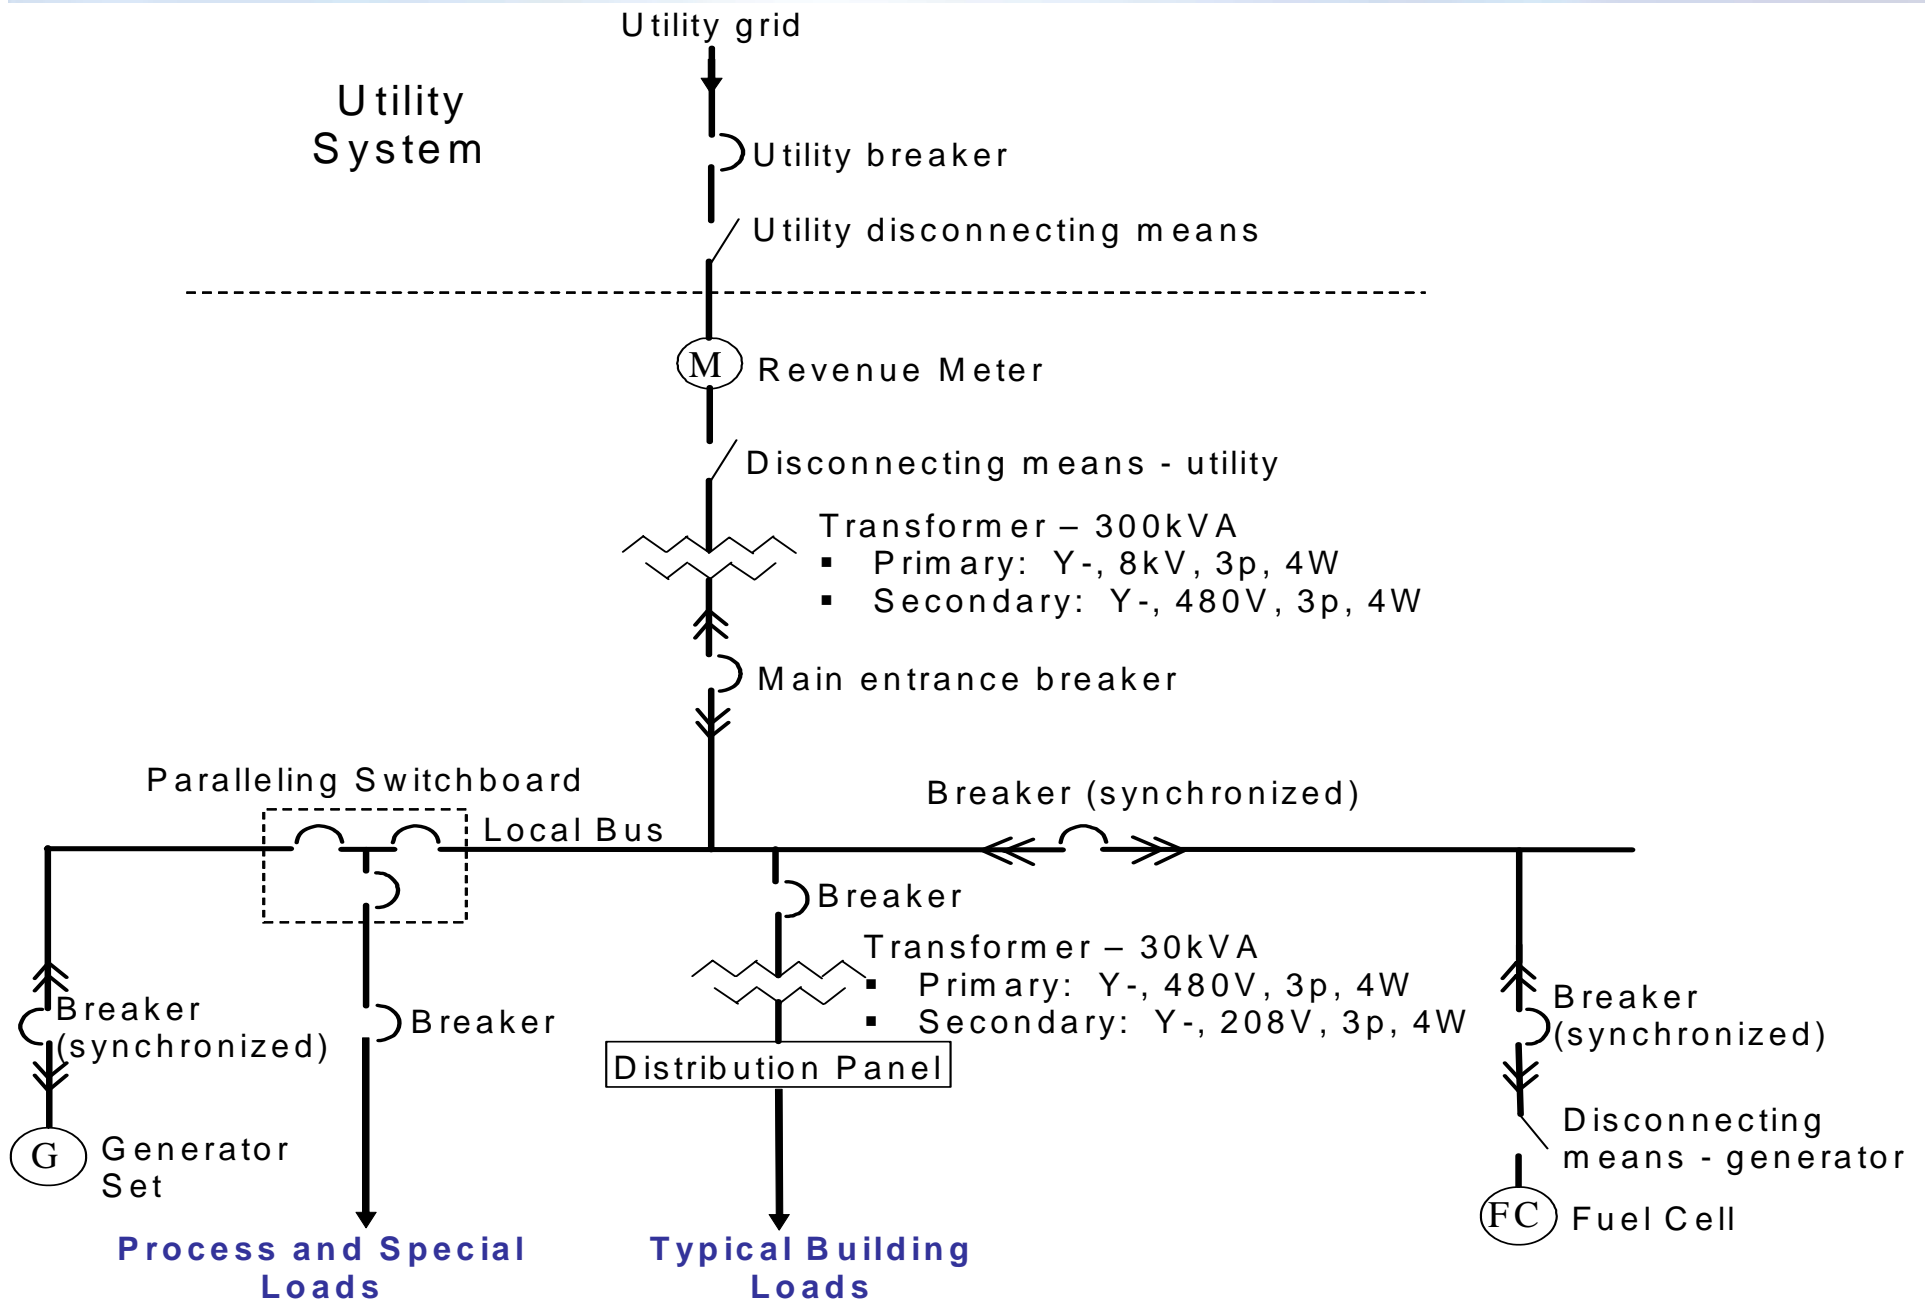 Utility grid
Utility
System
Utility breaker
Utility disconnecting means
M
Revenue Meter
Disconnecting means - utility
Transformer – 300kVA
▪ Primary: Y-, 8kV, 3p, 4W
▪ Secondary: Y-, 480V, 3p, 4W
Main entrance breaker
Paralleling Switchboard
Breaker (synchronized)
Local Bus
Breaker
Transformer – 30kVA
▪ Primary: Y-, 480V, 3p, 4W
▪ Secondary: Y-, 208V, 3p, 4W
Breaker
(synchronized)
Breaker
Breaker
(synchronized)
Distribution Panel
Disconnecting
means - generator
G
Generator
Set
FC
Fuel Cell
Process and Special
Loads
Typical Building
Loads